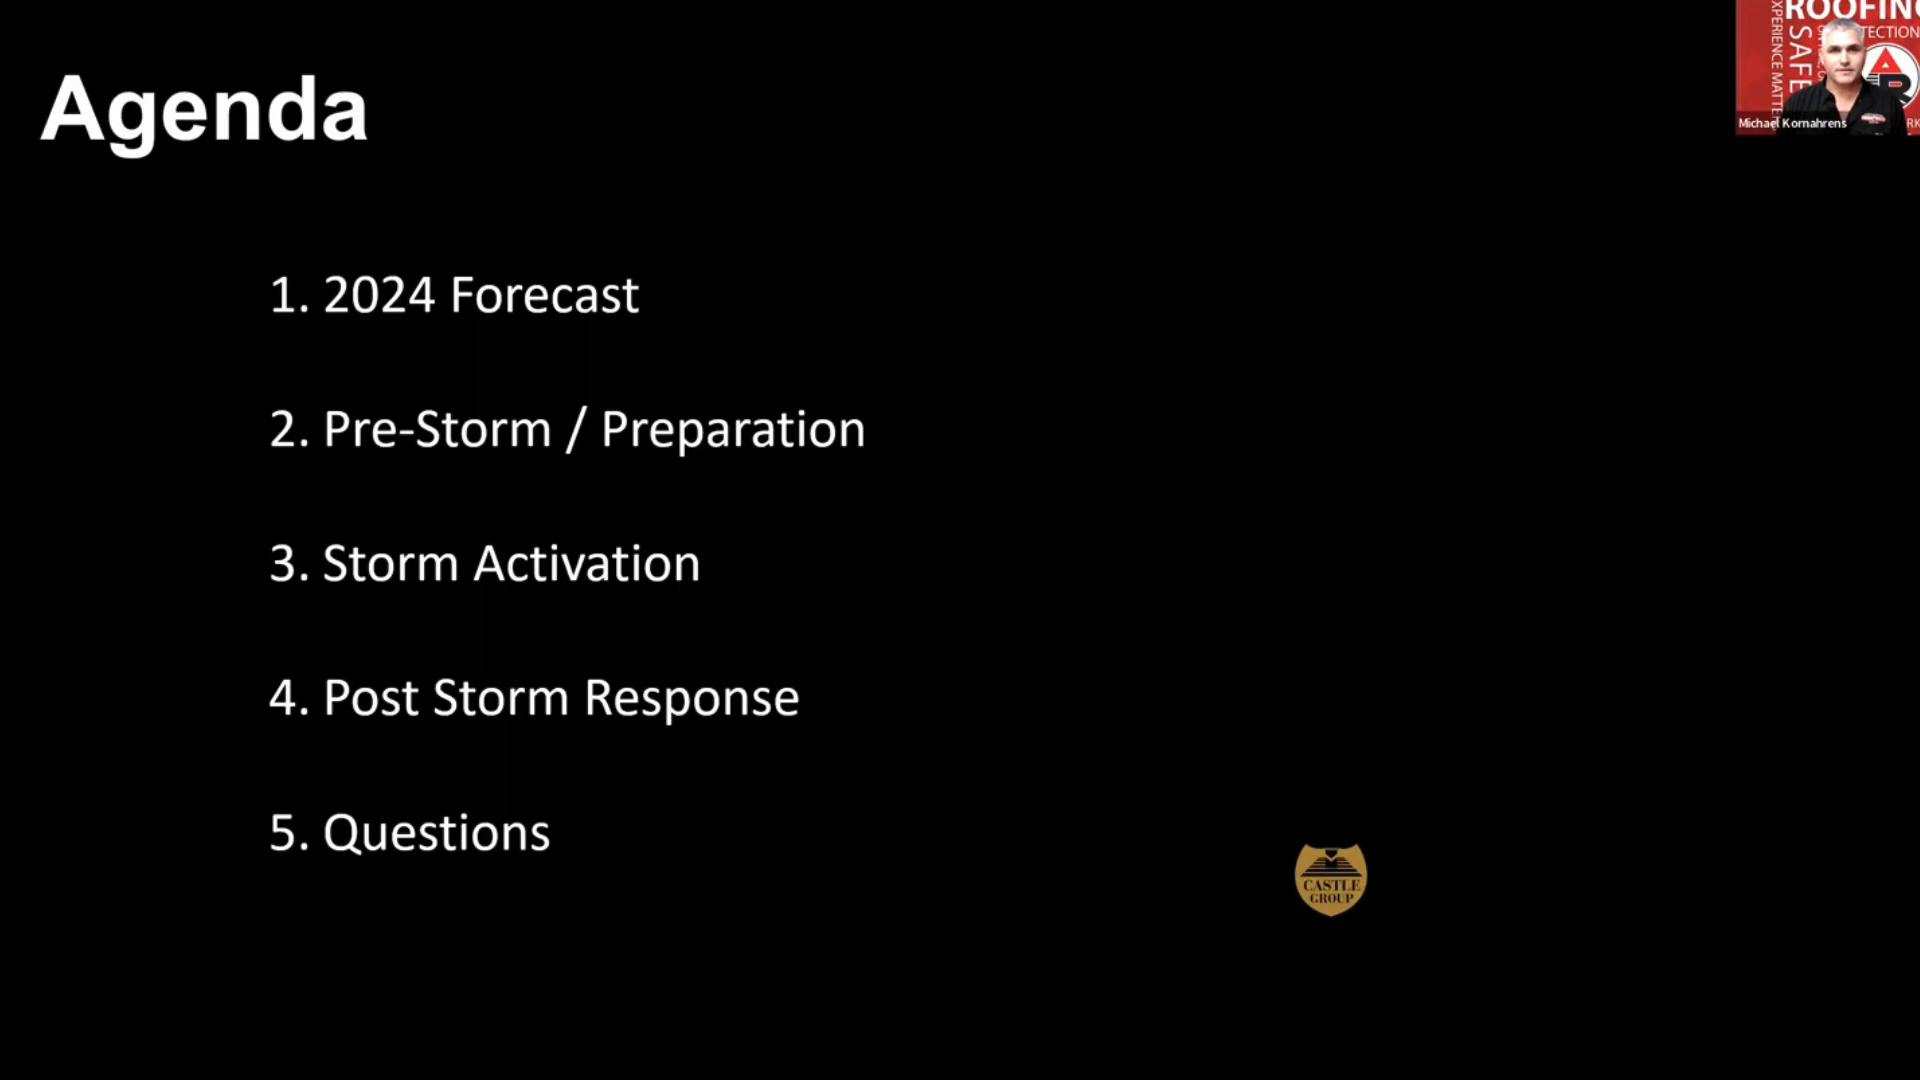 Agenda
1. 2024 Forecast
2. Pre-Storm / Preparation
3. Storm Activation
4. Post Storm Response
5. Questions
CASTLE
GROUP
ROOFING
SAFE
TECTION
Michael Kornahrens